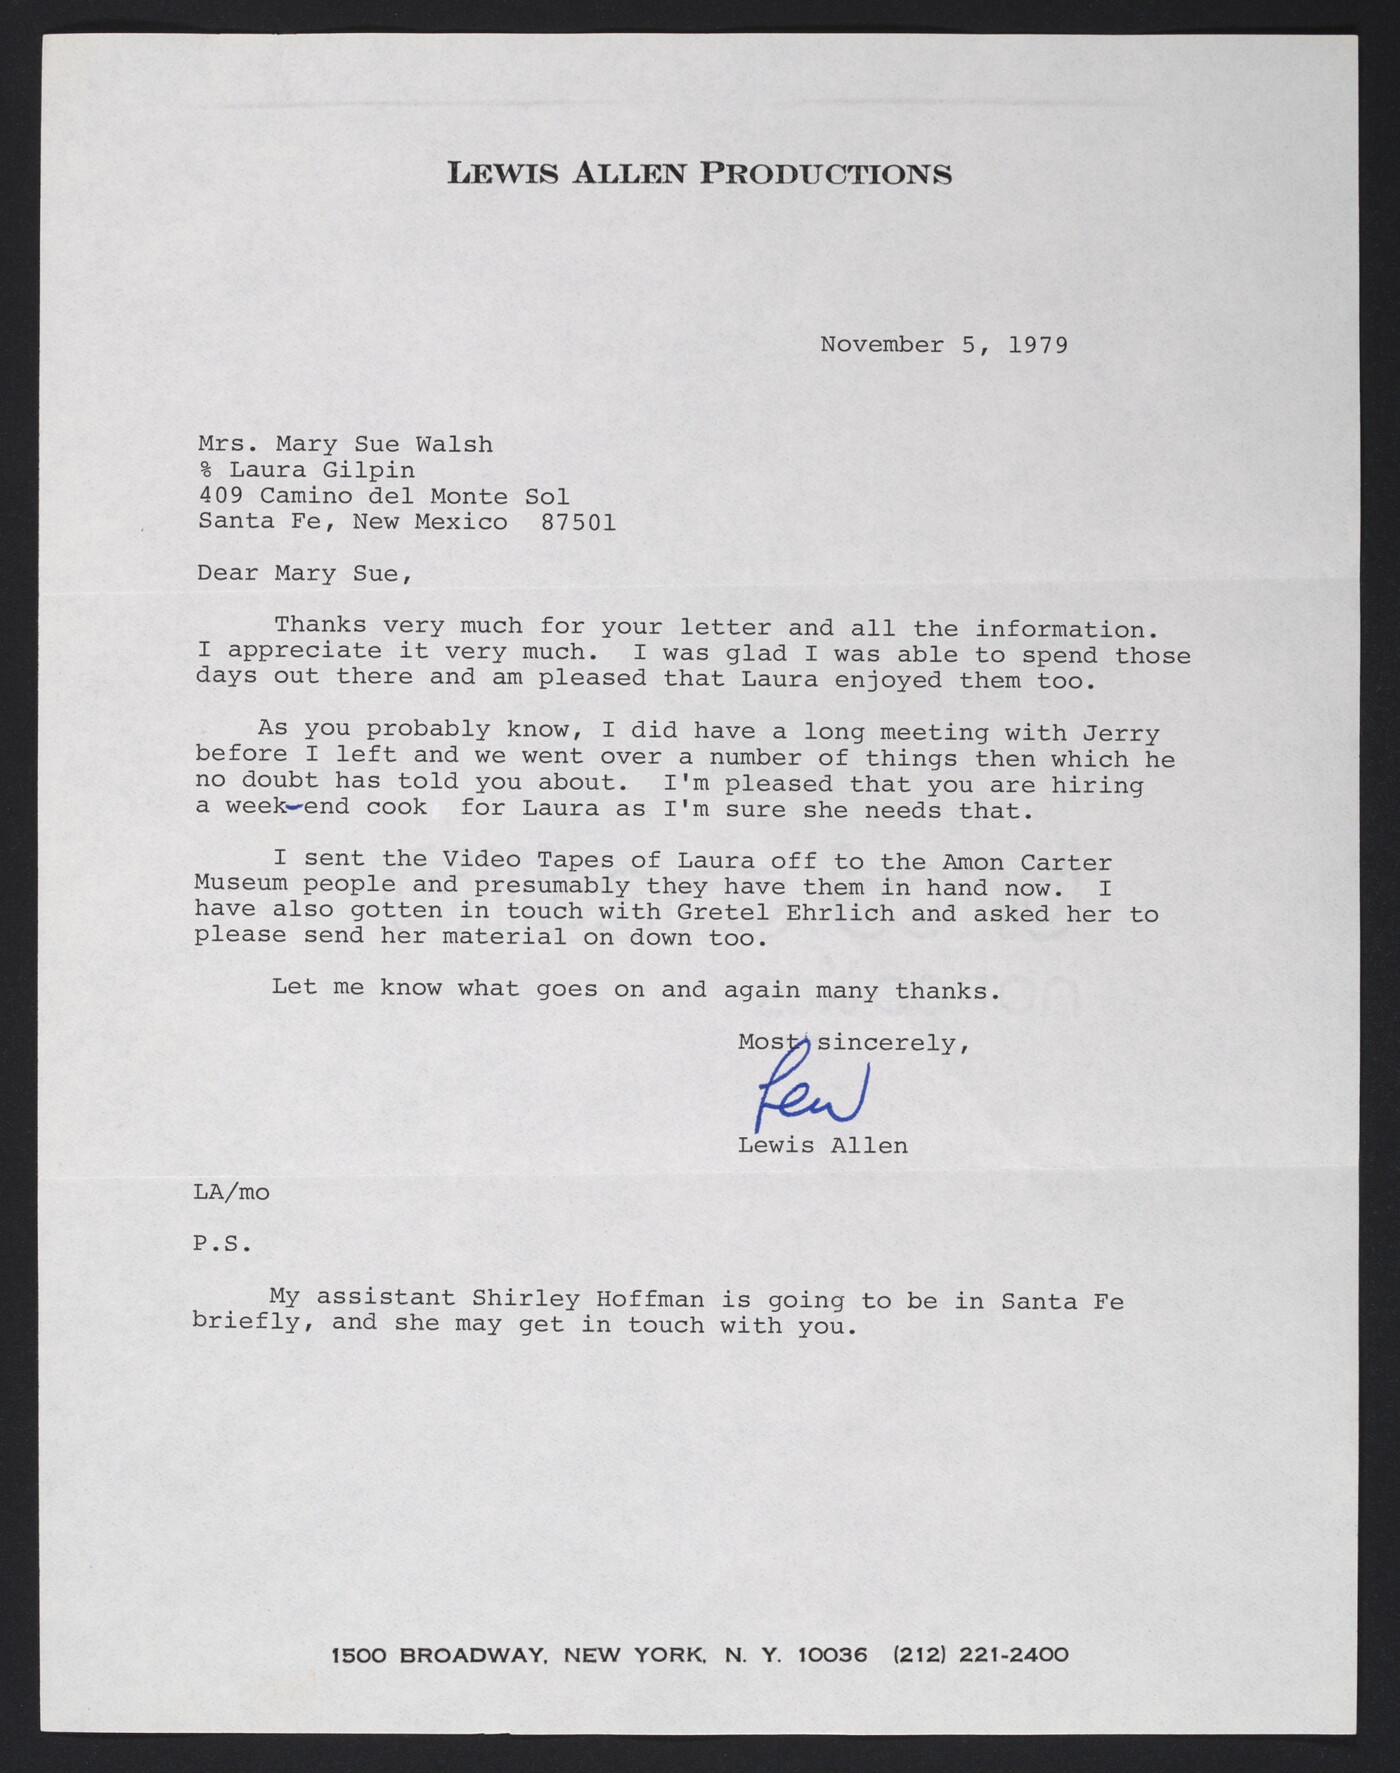 LEWIS ALLEN PRODUCTIONS
November 5, 1979
Mrs. Mary Sue Walsh
% Laura Gilpin
409 Camino del Monte Sol
Santa Fe, New Mexico  87501
Dear Mary Sue,
Thanks very much for your letter and all the information.
I appreciate it very much.  I was glad I was able to spend those
days out there and am pleased that Laura enjoyed them too.
As you probably know, I did have a long meeting with Jerry
before I left and we went over a number of things then which he
no doubt has told you about.  I'm pleased that you are hiring
a week-end cook  for Laura as I'm sure she needs that.
I sent the Video Tapes of Laura off to the Amon Carter
Museum people and presumably they have them in hand now.  I
have also gotten in touch with Gretel Ehrlich and asked her to
please send her material on down too.
Let me know what goes on and again many thanks.
Most sincerely,
Lew
Lewis Allen
LA/mo
P.S.
My assistant Shirley Hoffman is going to be in Santa Fe
briefly, and she may get in touch with you.
1500 BROADWAY, NEW YORK, N. Y. 10036  (212) 221-2400